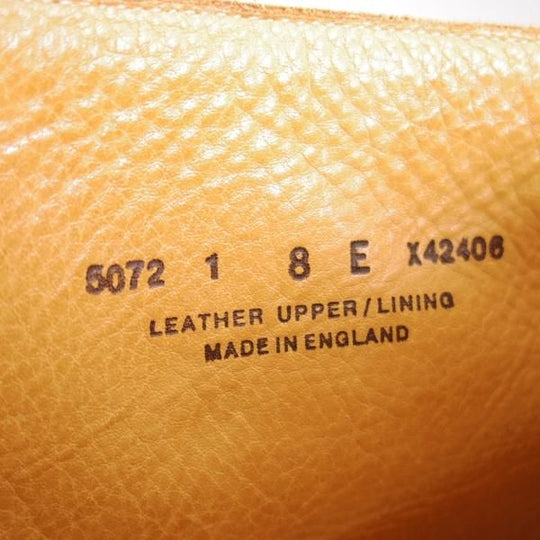 5072 1 8 E X42406
LEATHER UPPER/LINING
MADE IN ENGLAND